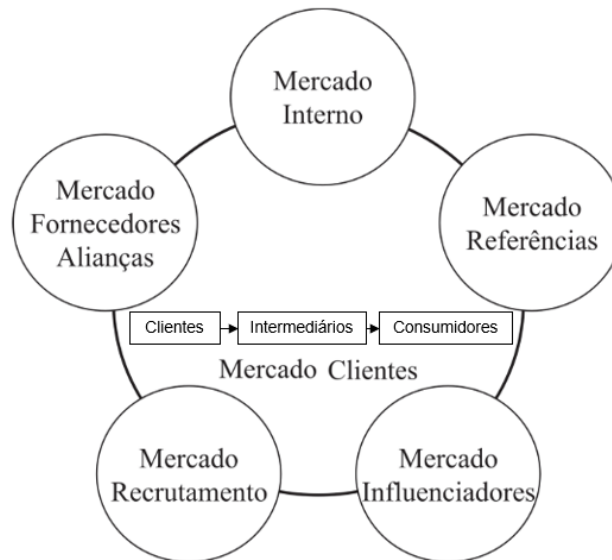 Mercado
Interno
Mercado
Fornecedores
Alianças
Mercado
Referências
Clientes
Intermediários
Consumidores
Mercado Clientes
Mercado
Recrutamento
Mercado
Influenciadores